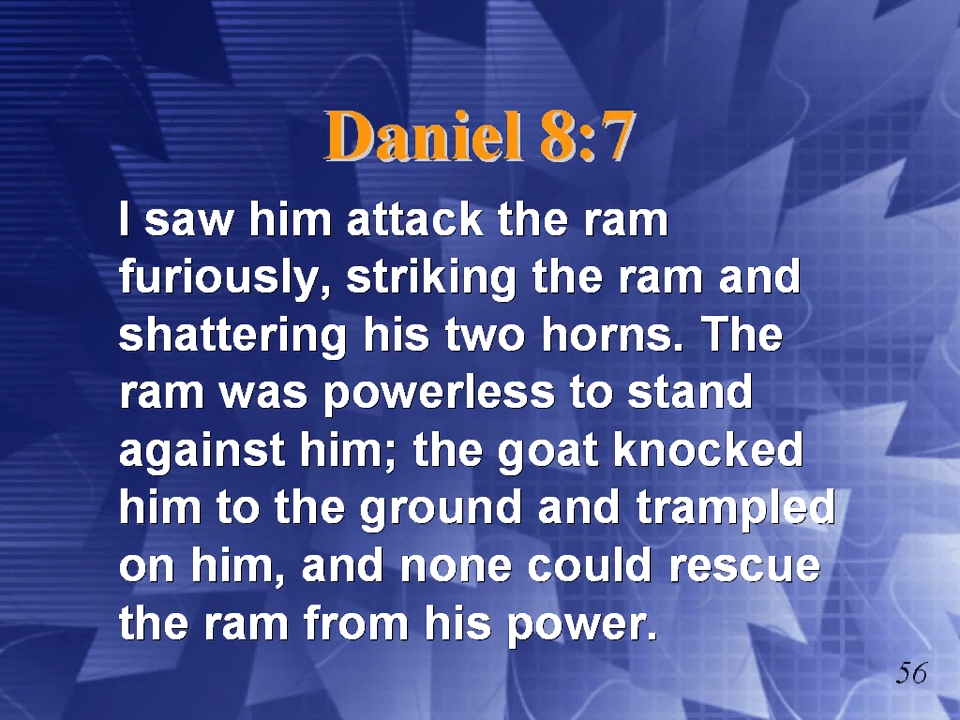 Daniel 8:7
I saw him attack the ram
furiously, striking the ram and
shattering his two horns. The
ram was powerless to stand
against him; the goat knocked
him to the ground and trampled
on him, and none could rescue
the ram from his power.
56